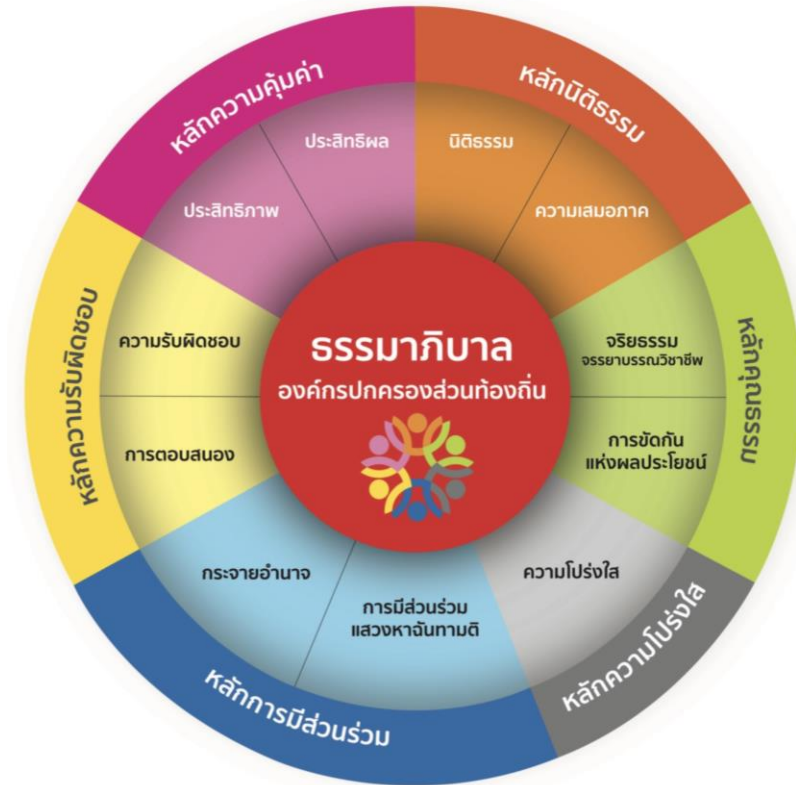 ธรรมาภิบาล
องค์กรปกครองส่วนท้องถิ่น
หลักนิติธรรม
นิติธรรม
ความเสมอภาค
หลักคุณธรรม
จริยธรรม
จรรยาบรรณวิชาชีพ
การขัดกัน
แห่งผลประโยชน์
หลักความโปร่งใส
ความโปร่งใส
หลักการมีส่วนร่วม
การมีส่วนร่วม
แสวงหาฉันทามติ
กระจายอำนาจ
หลักความรับผิดชอบ
การตอบสนอง
ความรับผิดชอบ
หลักความคุ้มค่า
ประสิทธิภาพ
ประสิทธิผล